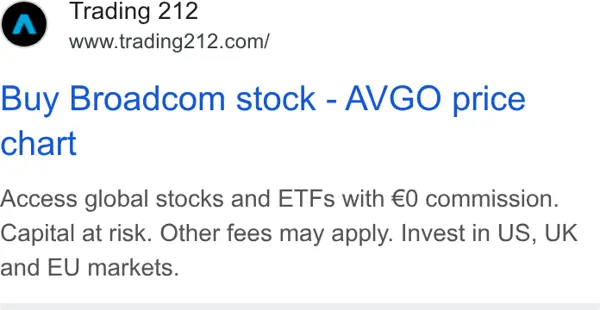 Trading 212
www.trading212.com/
Buy Broadcom stock - AVGO price
chart
Access global stocks and ETFs with €0 commission.
Capital at risk. Other fees may apply. Invest in US, UK
and EU markets.